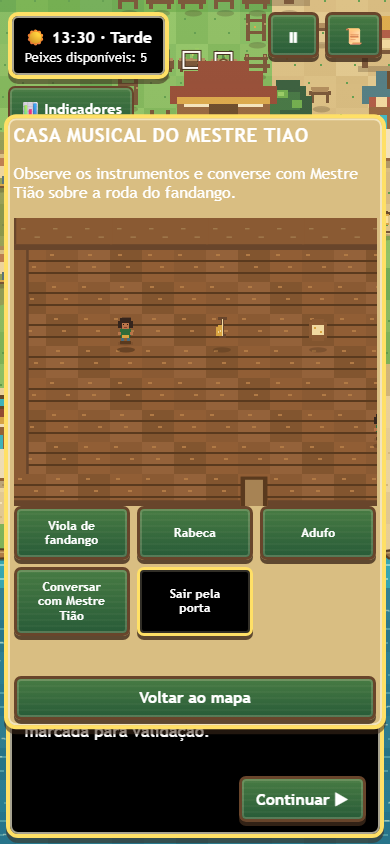 13:30 · Tarde
Peixes disponíveis: 5
Indicadores
CASA MUSICAL DO MESTRE TIAO
Observe os instrumentos e converse com Mestre
Tião sobre a roda do fandango.
Viola de
fandango
Rabeca
Adufo
Conversar
com Mestre
Tião
Sair pela
porta
Voltar ao mapa
marcada para validação.
Continuar ▶